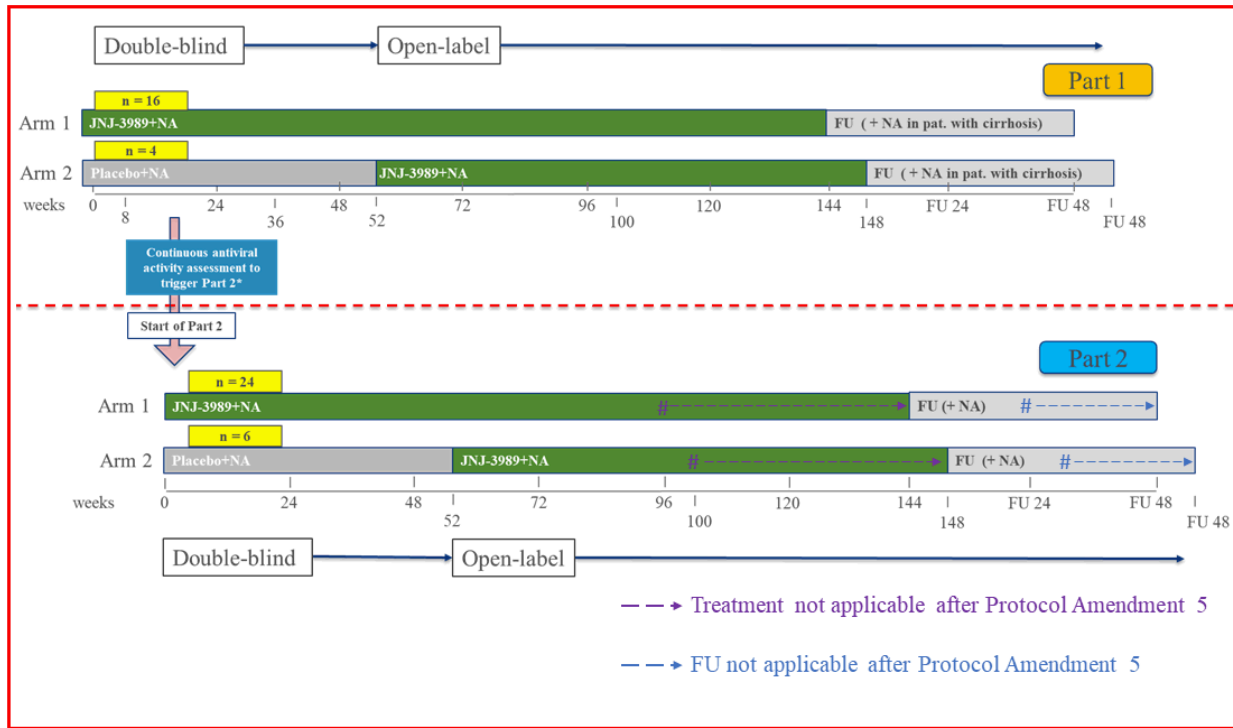 Double-blind
Open-label
Part 1
n = 16
Arm 1
JNJ-3989+NA
FU ( + NA in pat. with cirrhosis)
n = 4
Arm 2
Placebo+NA
JNJ-3989+NA
FU ( + NA in pat. with cirrhosis)
weeks
0
8
24
36
48
52
72
96
100
120
144
148
FU 24
FU 48
FU 48
Continuous antiviral
activity assessment to
trigger Part 2*
Start of Part 2
Part 2
n = 24
Arm 1
JNJ-3989+NA
#
FU (+ NA)
#
n = 6
Arm 2
Placebo+NA
JNJ-3989+NA
#
FU (+ NA)
#
weeks
0
24
48
52
72
96
100
120
144
148
FU 24
FU 48
FU 48
Double-blind
Open-label
Treatment not applicable after Protocol Amendment 5
FU not applicable after Protocol Amendment 5